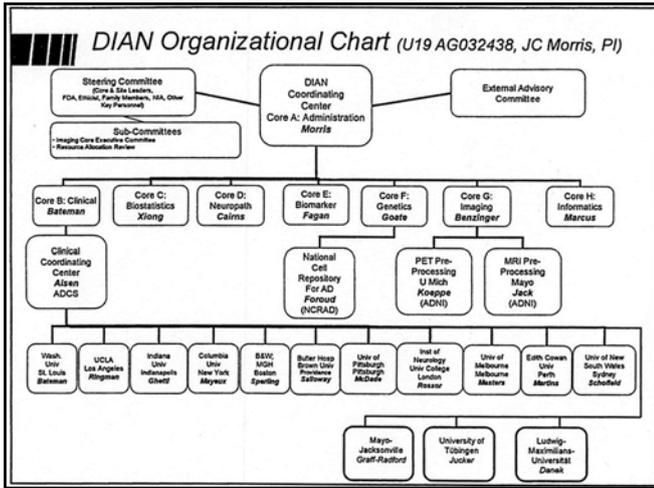 DIAN Organizational Chart (U19 AG032438, JC Morris, PI)
Steering Committee
(Core & Site Leaders,
FDA, Ethicist, Family Members, NIA, Other
Key Personnel)
DIAN
Coordinating
Center
Core A: Administration
Morris
External Advisory
Committee
Sub-Committees
• Imaging Core Executive Committee
• Resource Allocation Review
Core B: Clinical
Bateman
Core C:
Biostatistics
Xiong
Core D:
Neuropath
Cairns
Core E:
Biomarker
Fagan
Core F:
Genetics
Goate
Core G:
Imaging
Benzinger
Core H:
Informatics
Marcus
Clinical
Coordinating
Center
Aisen
ADCS
National
Cell
Repository
For AD
Foroud
(NCRAD)
PET Pre-
Processing
U Mich
Koeppe
(ADNI)
MRI Pre-
Processing
Mayo
Jack
(ADNI)
Wash.
Univ
St. Louis
Bateman
UCLA
Los Angeles
Ringman
Indiana
Univ
Indianapolis
Ghetti
Columbia
Univ
New York
Mayeux
B&W;
MGH
Boston
Sperling
Butler Hosp
Brown Univ
Providence
Salloway
Univ of
Pittsburgh
Pittsburgh
McDade
Inst of
Neurology
Univ College
London
Rossor
Univ of
Melbourne
Melbourne
Masters
Edith Cowan
Univ
Perth
Martins
Univ of New
South Wales
Sydney
Schofield
Mayo-
Jacksonville
Graff-Radford
University of
Tübingen
Jucker
Ludwig-
Maximilians-
Universität
Danek